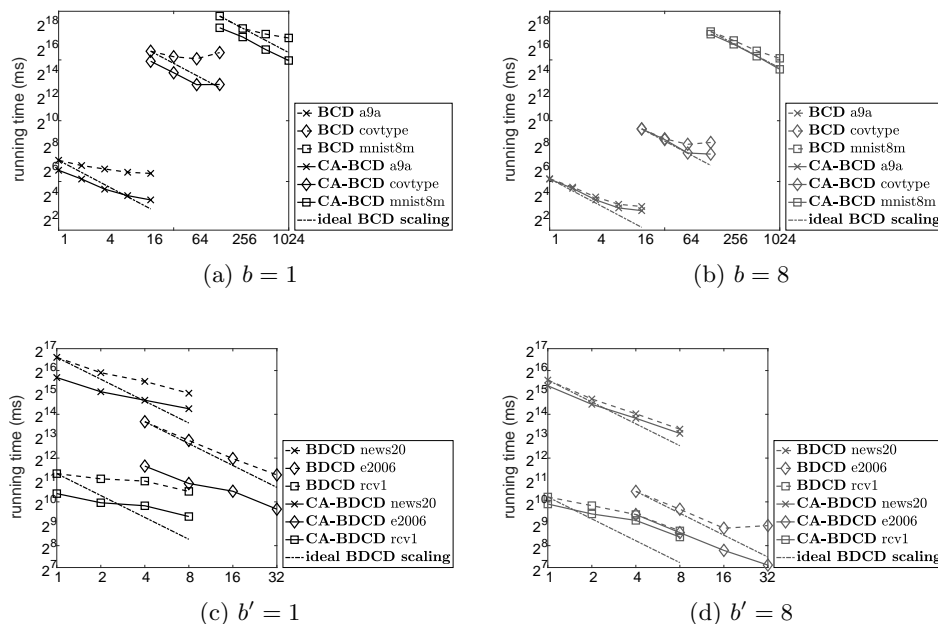 running time (ms)
2^18
2^16
2^14
2^12
2^10
2^8
2^6
2^4
2^2
1 4 16 64 256 1024
BCD a9a
BCD covtype
BCD mnist8m
CA-BCD a9a
CA-BCD covtype
CA-BCD mnist8m
ideal BCD scaling
(a) b = 1
running time (ms)
2^18
2^16
2^14
2^12
2^10
2^8
2^6
2^4
2^2
1 4 16 64 256 1024
BCD a9a
BCD covtype
BCD mnist8m
CA-BCD a9a
CA-BCD covtype
CA-BCD mnist8m
ideal BCD scaling
(b) b = 8
running time (ms)
2^17
2^16
2^15
2^14
2^13
2^12
2^11
2^10
2^9
2^8
2^7
1 2 4 8 16 32
BDCD news20
BDCD e2006
BDCD rcv1
CA-BDCD news20
CA-BDCD e2006
CA-BDCD rcv1
ideal BDCD scaling
(c) b′ = 1
running time (ms)
2^17
2^16
2^15
2^14
2^13
2^12
2^11
2^10
2^9
2^8
2^7
1 2 4 8 16 32
BDCD news20
BDCD e2006
BDCD rcv1
CA-BDCD news20
CA-BDCD e2006
CA-BDCD rcv1
ideal BDCD scaling
(d) b′ = 8